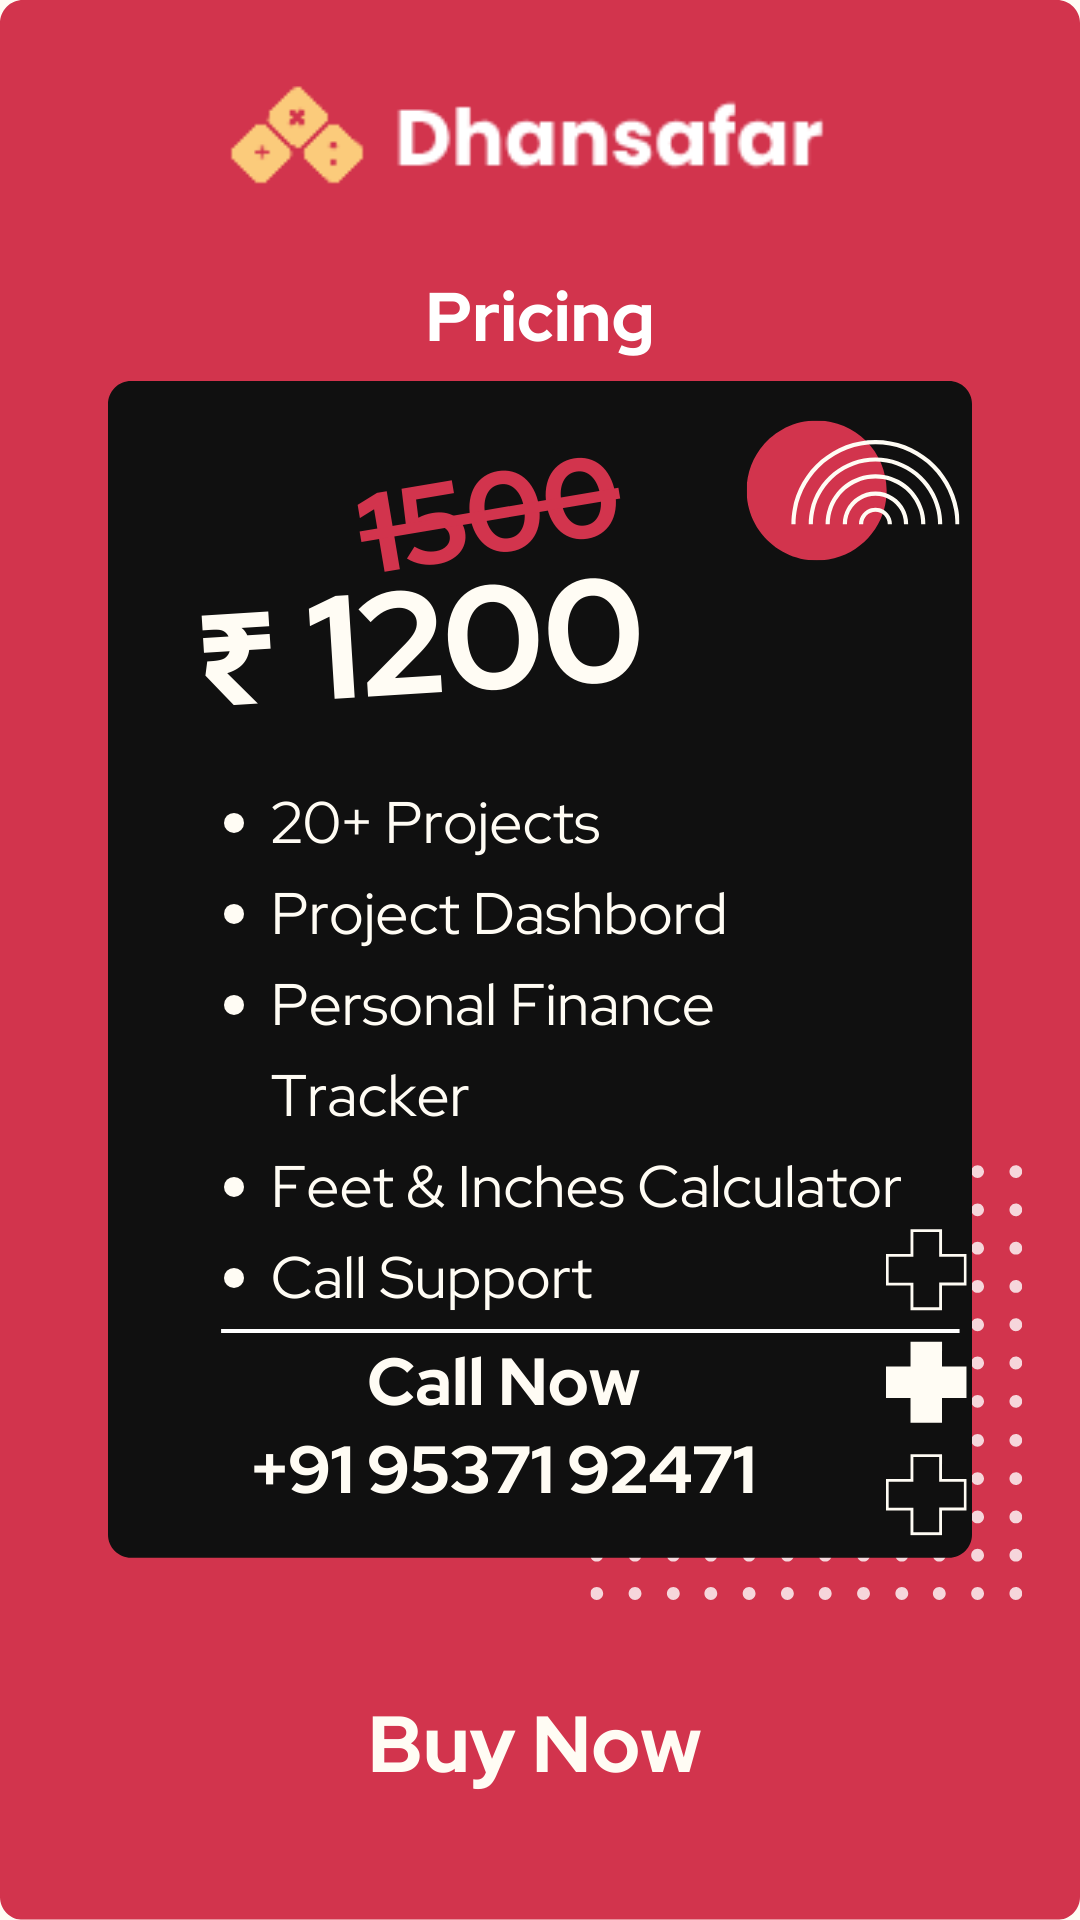 Dhansafar
Pricing
1500
₹ 1200
20+ Projects
Project Dashbord
Personal Finance
Tracker
Feet & Inches Calculator
Call Support
Call Now
+91 95371 92471
Buy Now